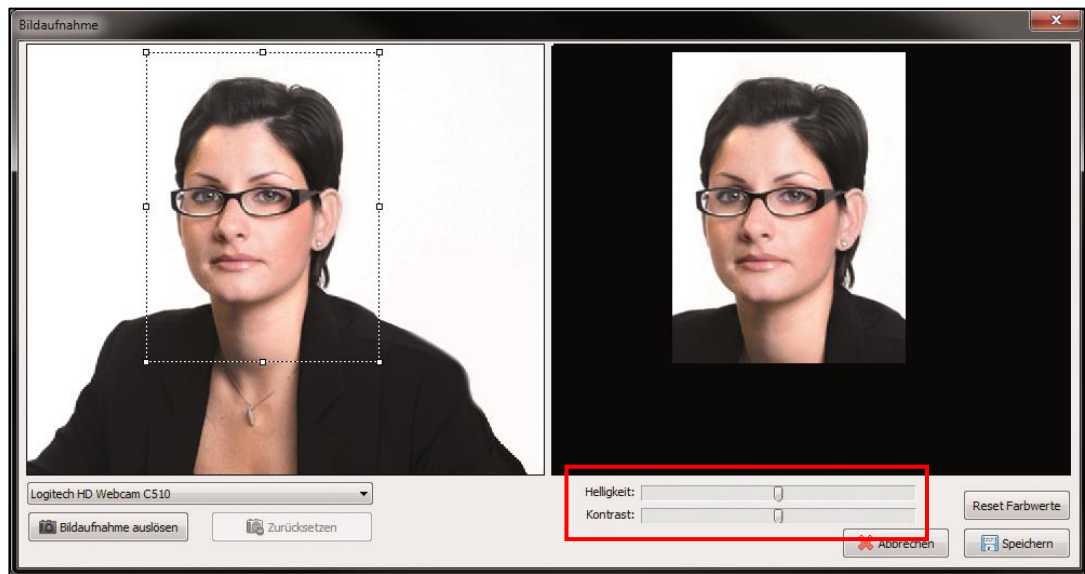 Bildaufnahme
Logitech HD Webcam C510
Bildaufnahme auslösen
Zurücksetzen
Helligkeit:
Kontrast:
Reset Farbwerte
Abbrechen
Speichern